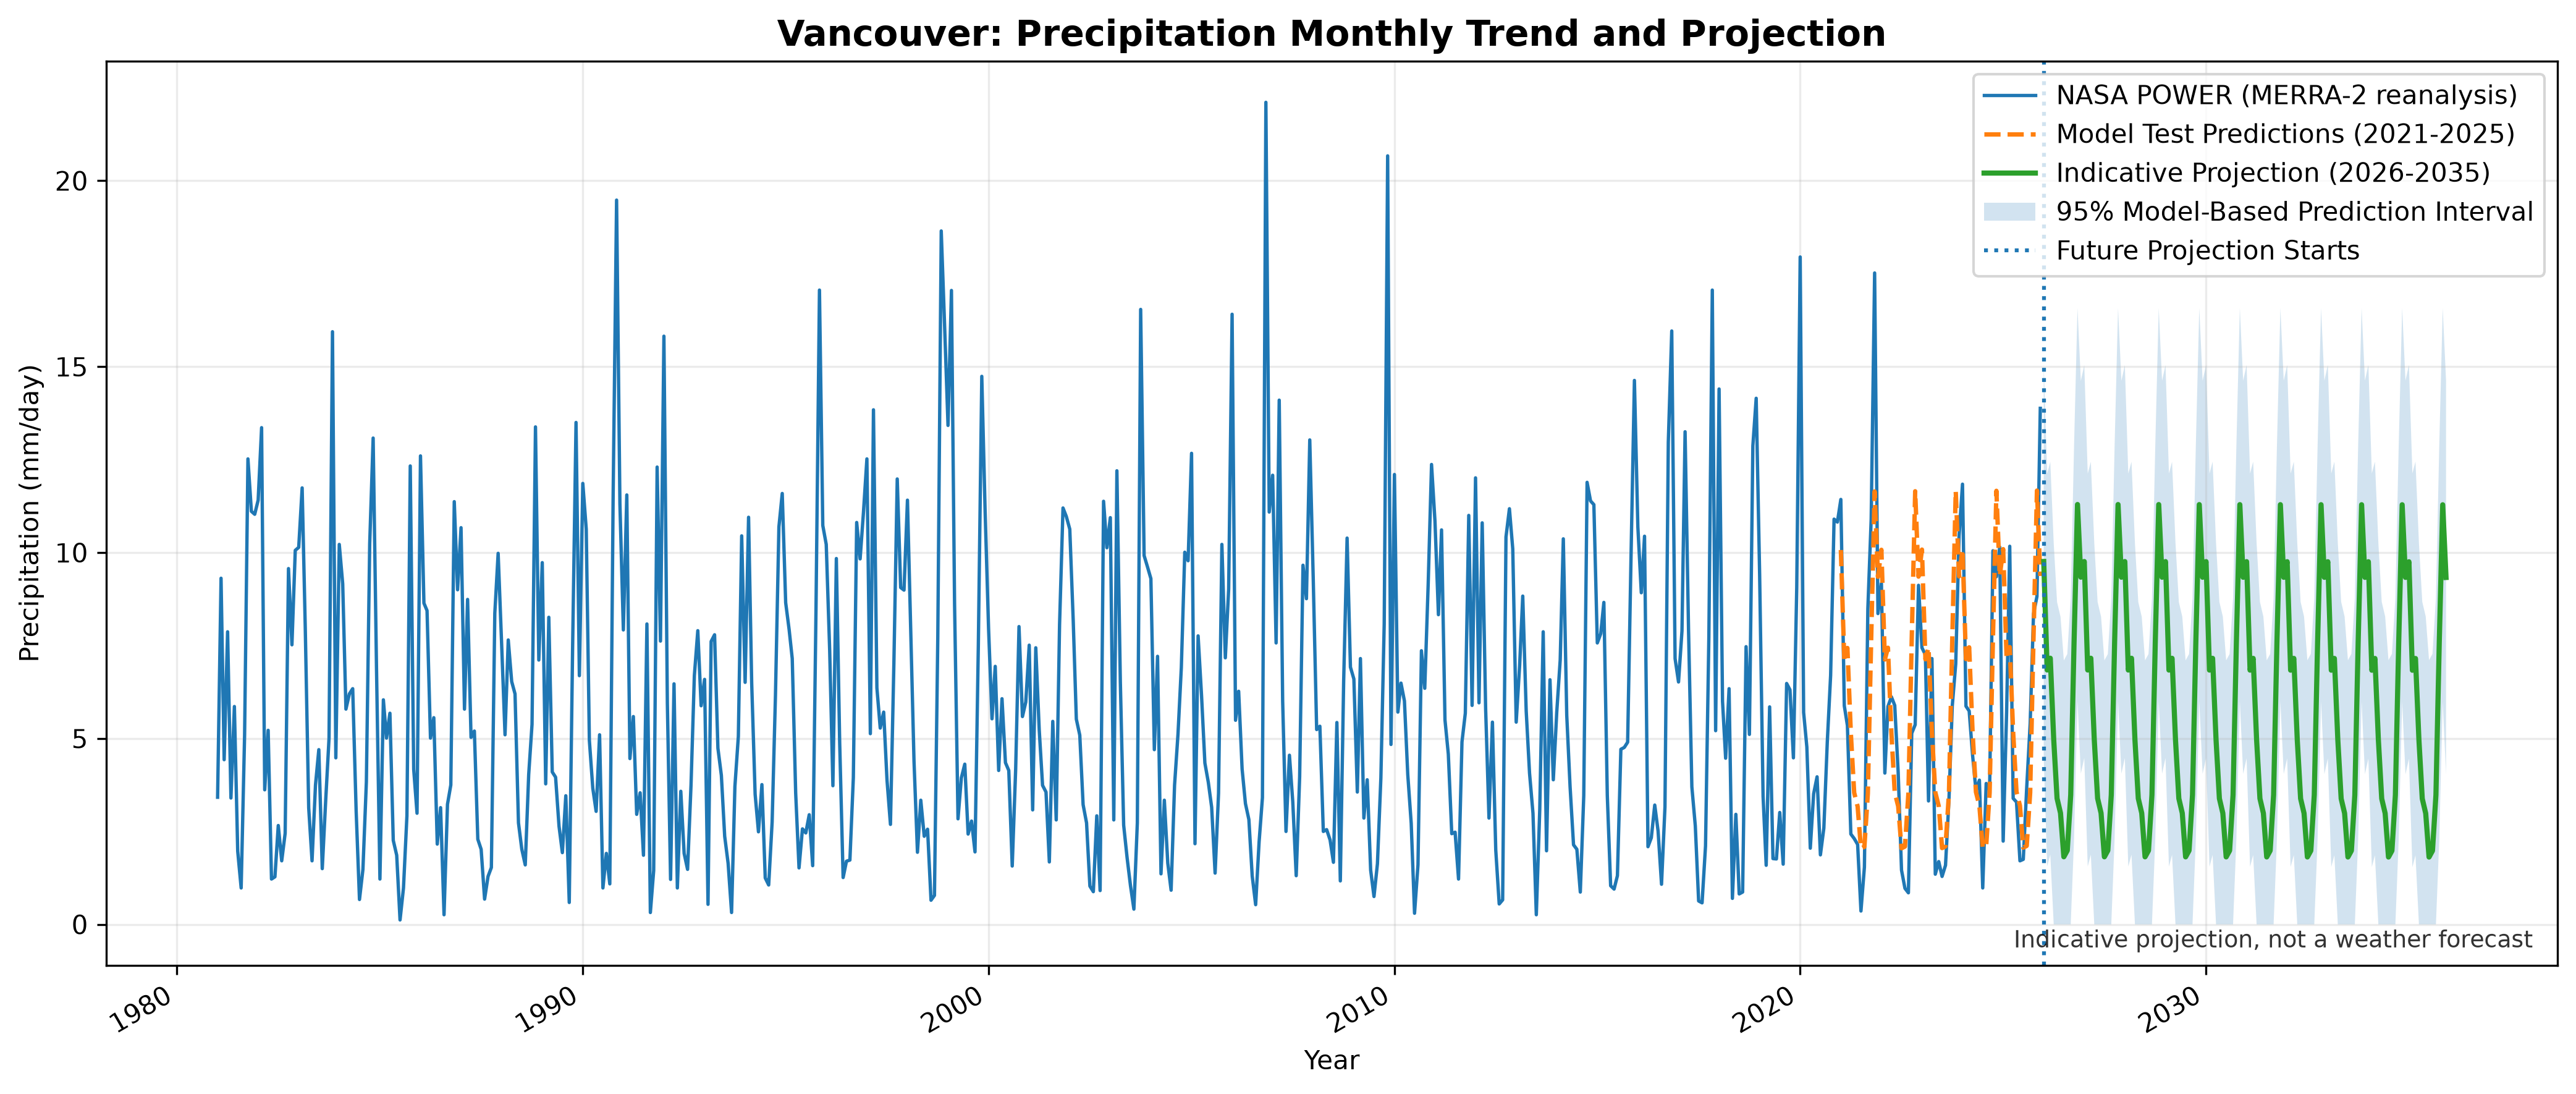 Vancouver: Precipitation Monthly Trend and Projection
NASA POWER (MERRA-2 reanalysis)
Model Test Predictions (2021-2025)
Indicative Projection (2026-2035)
95% Model-Based Prediction Interval
Future Projection Starts
Precipitation (mm/day)
20
15
10
5
0
Indicative projection, not a weather forecast
1980
1990
2000
2010
2020
2030
Year